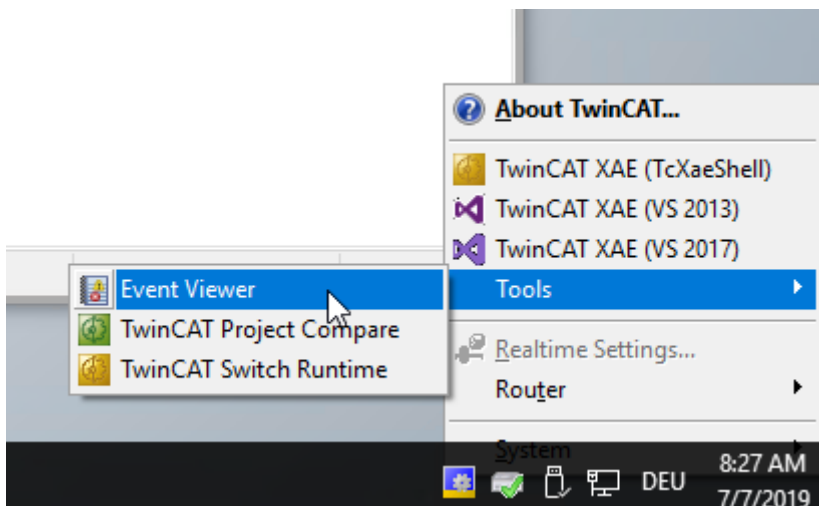 About TwinCAT...
TwinCAT XAE (TcXaeShell)
TwinCAT XAE (VS 2013)
TwinCAT XAE (VS 2017)
Tools
Event Viewer
TwinCAT Project Compare
TwinCAT Switch Runtime
Realtime Settings...
Router
System
DEU
8:27 AM
7/7/2019